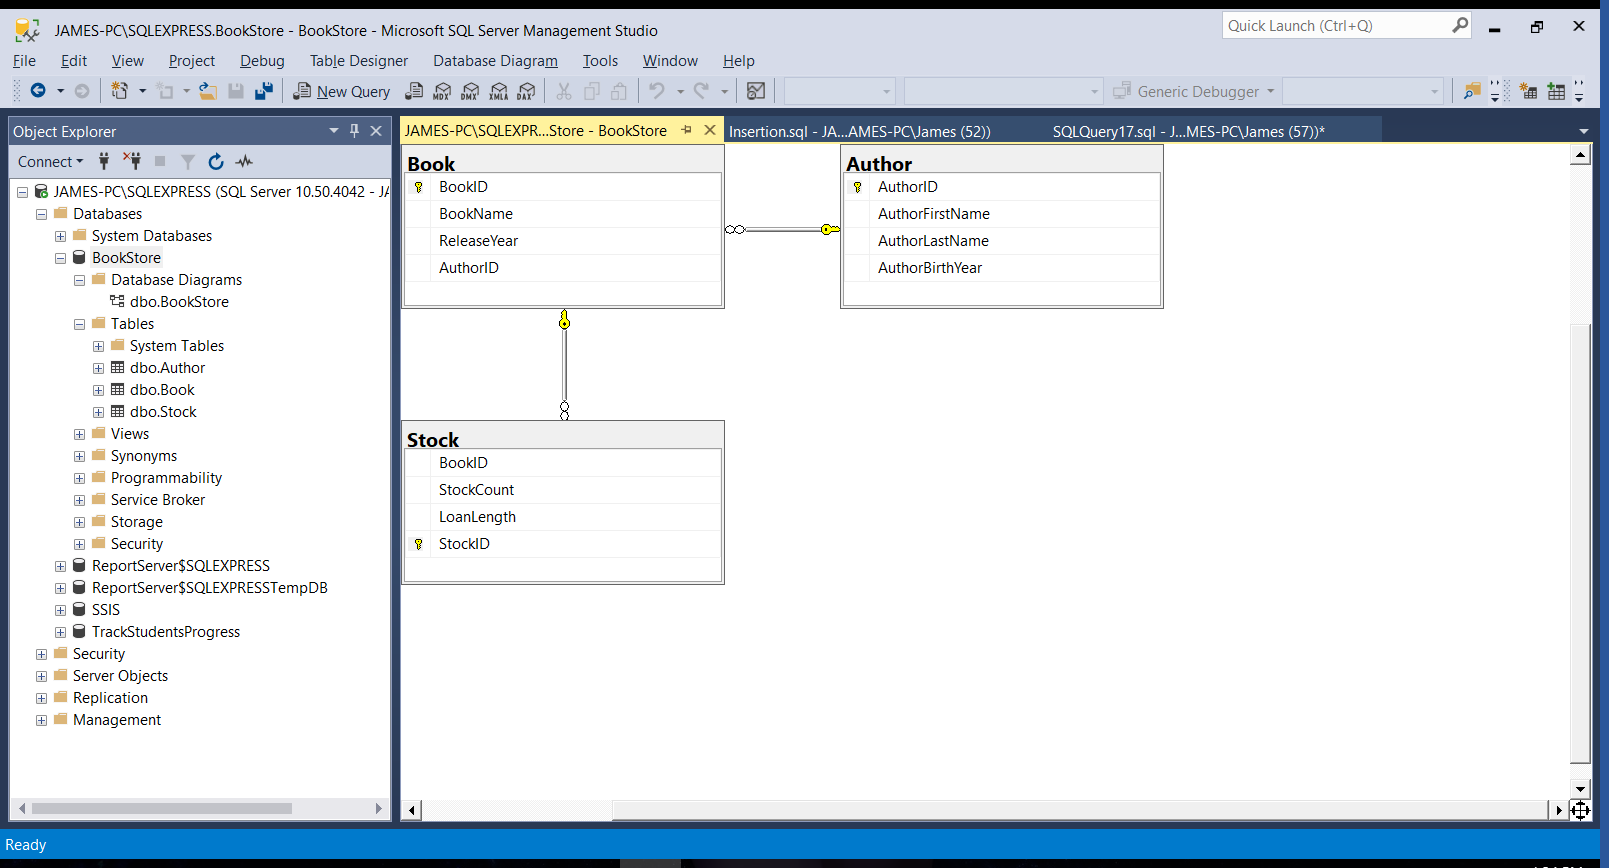 JAMES-PC\SQLEXPRESS.BookStore - BookStore - Microsoft SQL Server Management Studio
Quick Launch (Ctrl+Q)
File Edit View Project Debug Table Designer Database Diagram Tools Window Help
New Query MDX DMX XMLA DAX Generic Debugger
Object Explorer
Connect
JAMES-PC\SQLEXPRESS (SQL Server 10.50.4042 - JA
Databases
System Databases
BookStore
Database Diagrams
dbo.BookStore
Tables
System Tables
dbo.Author
dbo.Book
dbo.Stock
Views
Synonyms
Programmability
Service Broker
Storage
Security
ReportServer$SQLEXPRESS
ReportServer$SQLEXPRESSTempDB
SSIS
TrackStudentsProgress
Security
Server Objects
Replication
Management
JAMES-PC\SQLEXPR...Store - BookStore Insertion.sql - JA...AMES-PC\James (52)) SQLQuery17.sql - J...MES-PC\James (57))*
Book
BookID
BookName
ReleaseYear
AuthorID
Author
AuthorID
AuthorFirstName
AuthorLastName
AuthorBirthYear
Stock
BookID
StockCount
LoanLength
StockID
Ready